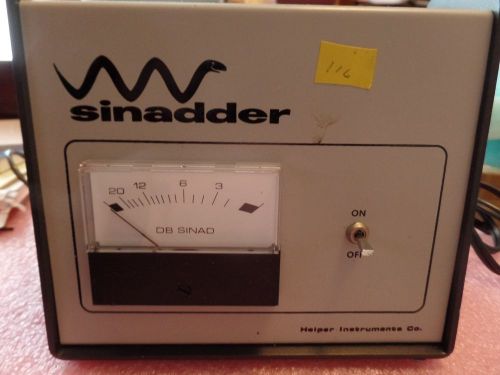 116
sinadder
20 12 6 3
DB SINAD
ON
OFF
Helper Instruments Co.